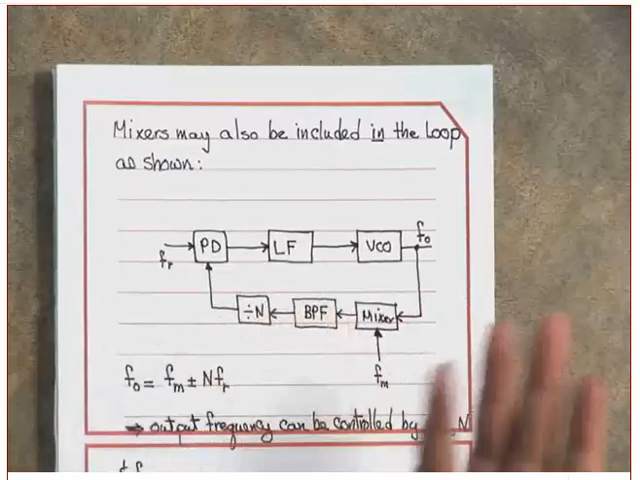 Mixers may also be included in the loop
as shown:
PD
LF
VCO
fo
fr
÷N
BPF
Mixer
fm
fo = fm ± Nfr
→ output frequency can be controlled by N